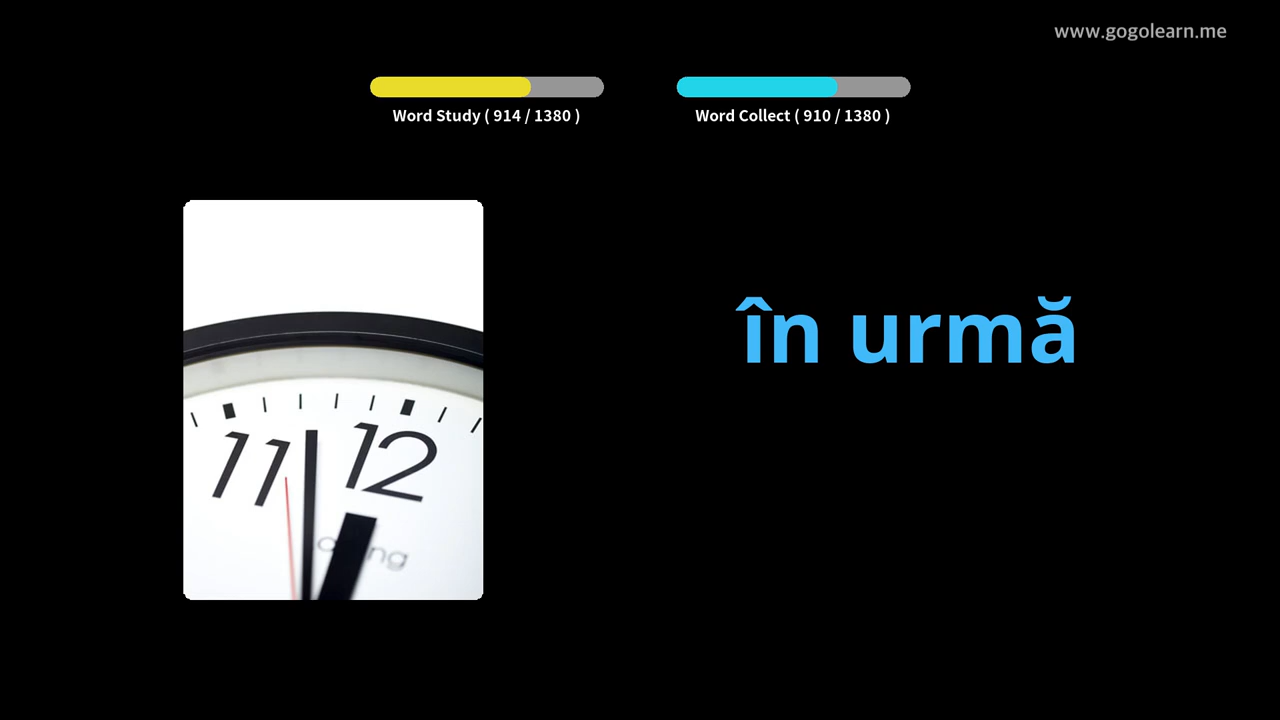 www.gogolearn.me
Word Study ( 914 / 1380 )
Word Collect ( 910 / 1380 )
în urmă
11
12